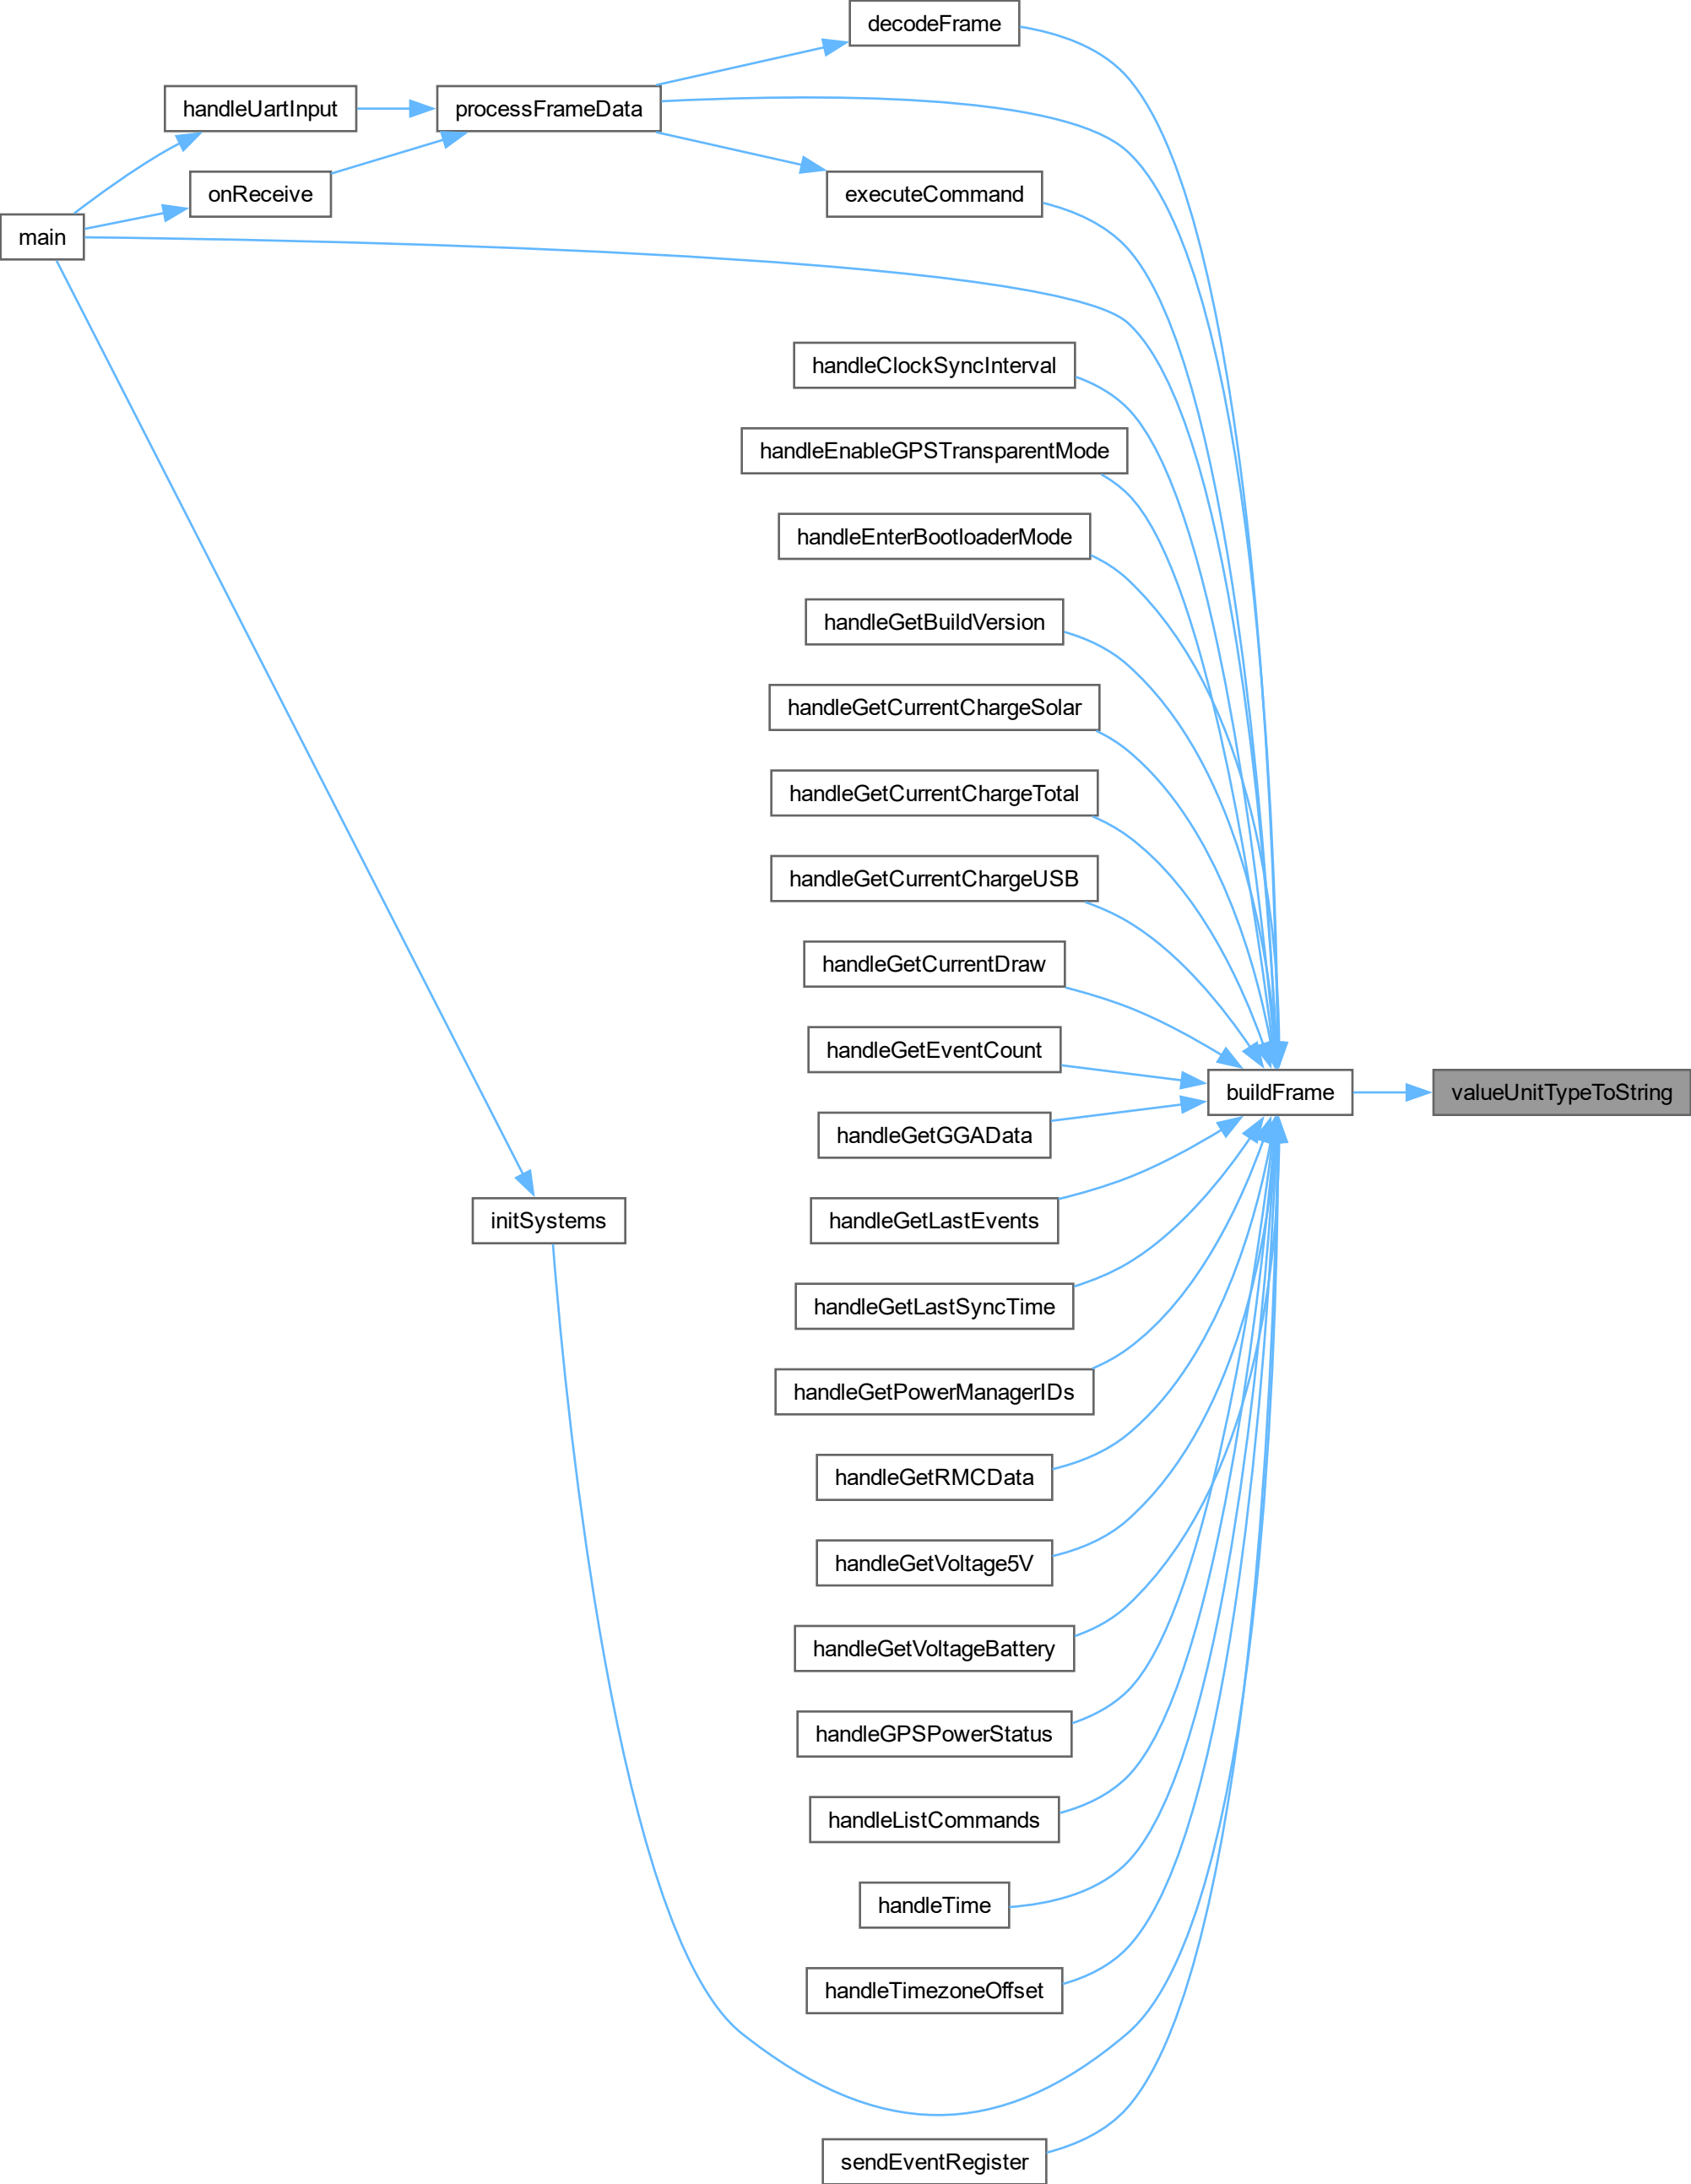 decodeFrame
handleUartInput
processFrameData
onReceive
executeCommand
main
handleClockSyncInterval
handleEnableGPSTransparentMode
handleEnterBootloaderMode
handleGetBuildVersion
handleGetCurrentChargeSolar
handleGetCurrentChargeTotal
handleGetCurrentChargeUSB
handleGetCurrentDraw
handleGetEventCount
buildFrame
valueUnitTypeToString
handleGetGGAData
handleGetLastEvents
initSystems
handleGetLastSyncTime
handleGetPowerManagerIDs
handleGetRMCData
handleGetVoltage5V
handleGetVoltageBattery
handleGPSPowerStatus
handleListCommands
handleTime
handleTimezoneOffset
sendEventRegister